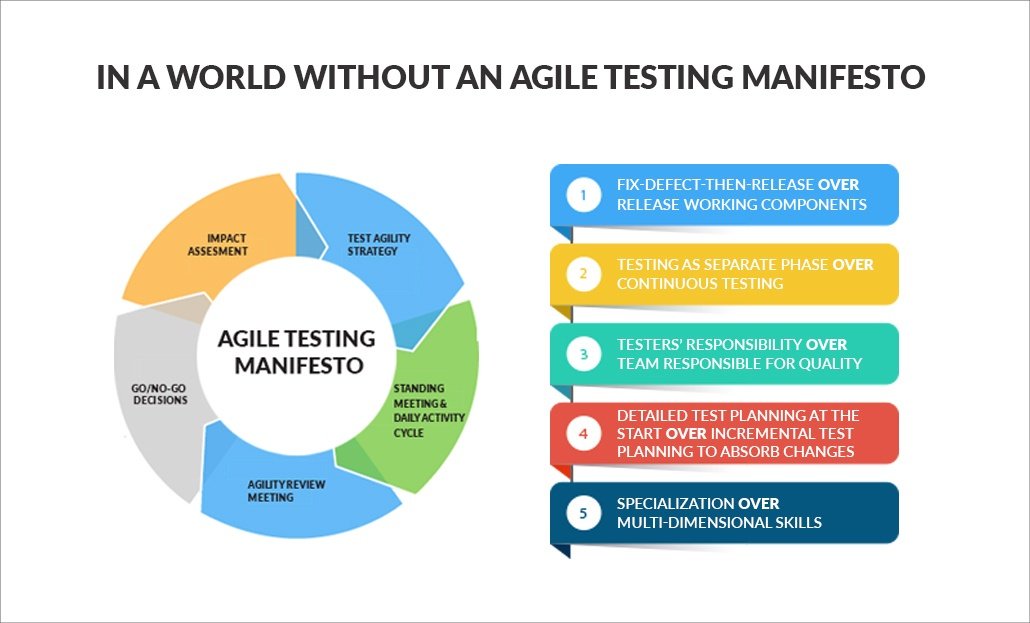 IN A WORLD WITHOUT AN AGILE TESTING MANIFESTO
IMPACT
ASSESMENT
TEST AGILITY
STRATEGY
AGILE TESTING
MANIFESTO
GO/NO-GO
DECISIONS
STANDING
MEETING &
DAILY ACTIVITY
CYCLE
AGILITY REVIEW
MEETING
1
FIX-DEFECT-THEN-RELEASE OVER
RELEASE WORKING COMPONENTS
2
TESTING AS SEPARATE PHASE OVER
CONTINUOUS TESTING
3
TESTERS' RESPONSIBILITY OVER
TEAM RESPONSIBLE FOR QUALITY
4
DETAILED TEST PLANNING AT THE
START OVER INCREMENTAL TEST
PLANNING TO ABSORB CHANGES
5
SPECIALIZATION OVER
MULTI-DIMENSIONAL SKILLS